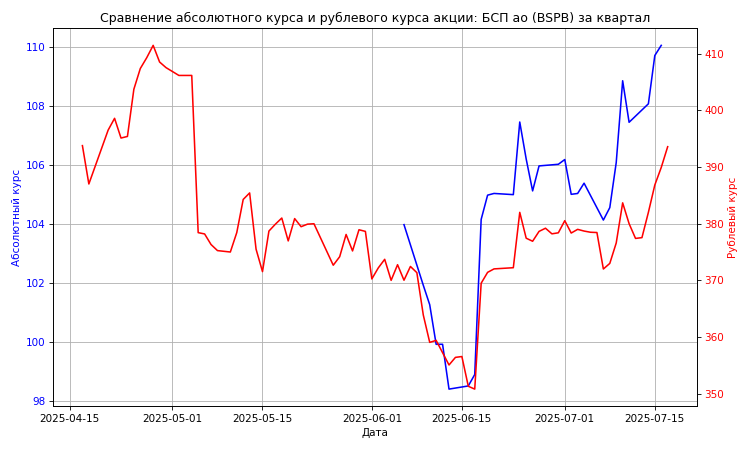 Сравнение абсолютного курса и рублевого курса акции: БСП ао (BSPB) за квартал
110
108
106
104
102
100
98
Абсолютный курс
410
400
390
380
370
360
350
Рублевый курс
2025-04-15 2025-05-01 2025-05-15 2025-06-01 2025-06-15 2025-07-01 2025-07-15
Дата